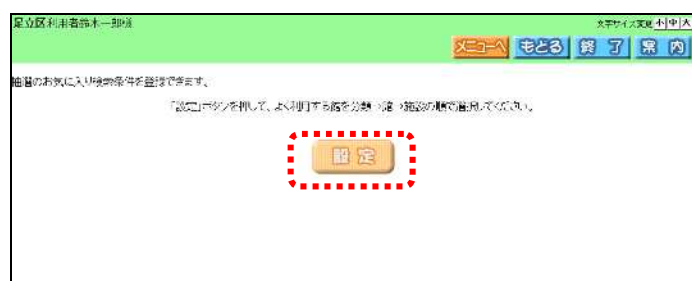 足立区利用者鈴木一郎様
文字サイズ変更 小 中 大
メニューへ もどる 終 了 案 内
抽選のお気に入り検索条件を登録できます。
「設定」ボタンを押して、よく利用する館を分類→館→施設の順で選択してください。
設 定